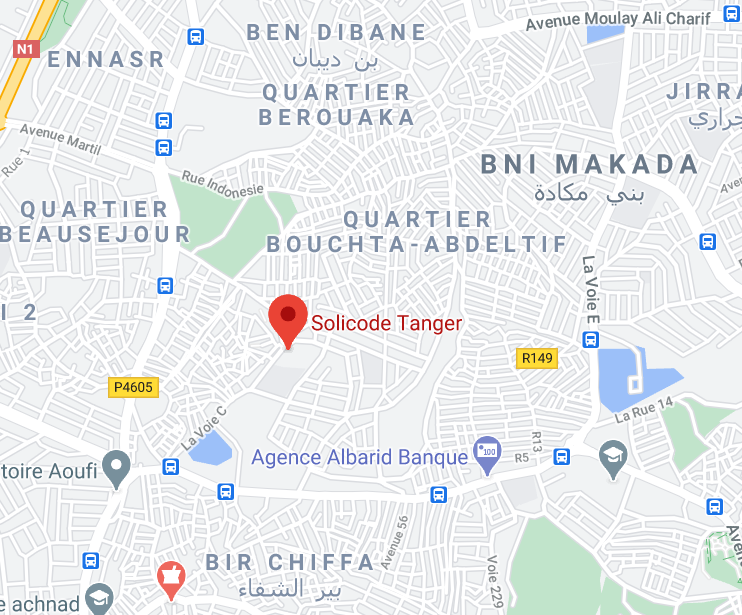 Avenue Moulay Ali Charif
BEN DIBANE
بن ديبان
N1
ENNASR
QUARTIER
BEROUAKA
JIRRA
جراري
Avenue Martil
Rue 1
BNI MAKADA
بني مكادة
Rue Indonesie
Ave
QUARTIER
BEAUSEJOUR
QUARTIER
BOUCHTA-ABDELTIF
La Voie E
I 2
Solicode Tanger
R149
P4605
La Voie C
La Rue 14
R13
Agence Albarid Banque
100
R5
toire Aoufi
Avenue 56
Aven
BIR CHIFFA
بير الشفاء
Voie 229
e achnad